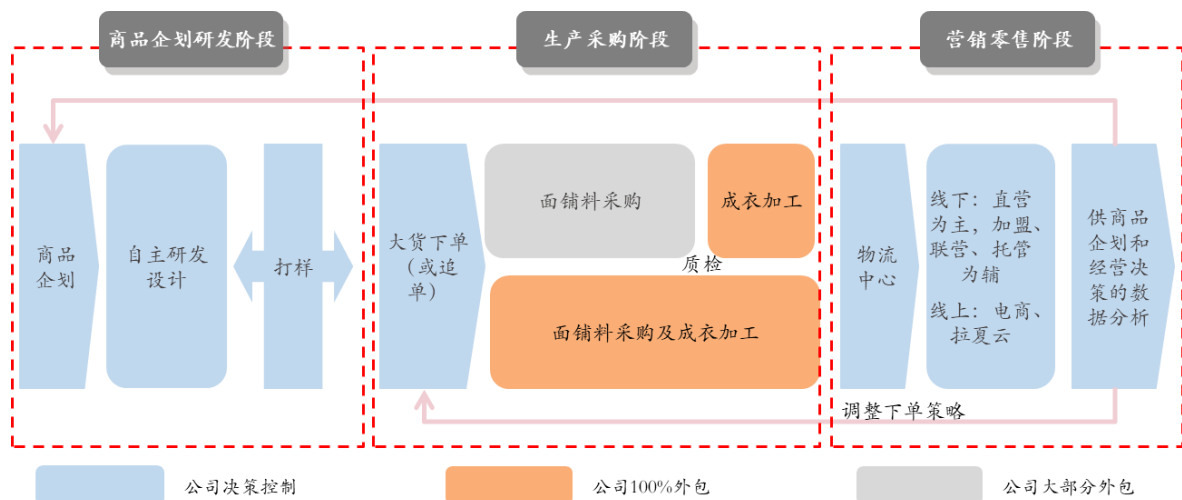 商品企划研发阶段
生产采购阶段
营销零售阶段
商品
企划
自主研发
设计
打样
大货下单
（或追
单）
面铺料采购
成衣加工
质检
面铺料采购及成衣加工
物流
中心
线下：直营
为主，加盟、
联营、托管
为辅
线上：电商、
拉夏云
供商品
企划和
经营决
策的数
据分析
调整下单策略
公司决策控制
公司100%外包
公司大部分外包